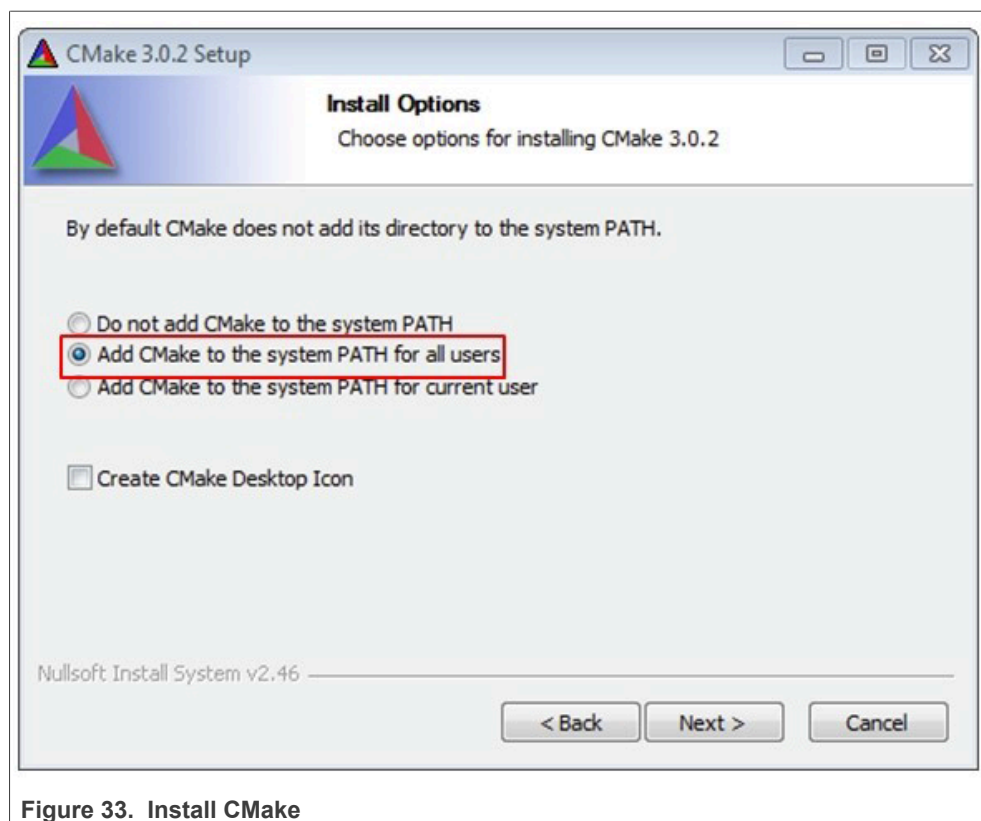 CMake 3.0.2 Setup
Install Options
Choose options for installing CMake 3.0.2
By default CMake does not add its directory to the system PATH.
Do not add CMake to the system PATH
Add CMake to the system PATH for all users
Add CMake to the system PATH for current user
Create CMake Desktop Icon
Nullsoft Install System v2.46
< Back Next > Cancel
Figure 33. Install CMake